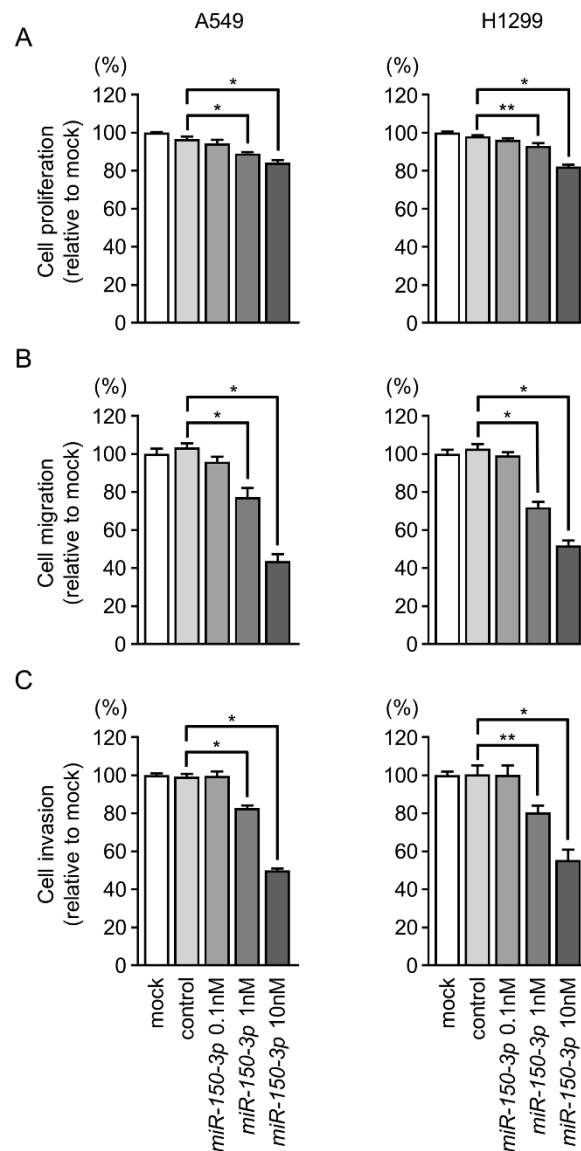 A549 H1299
A
(%) (%)
Cell proliferation
(relative to mock)
120 120
100 100
80 80
60 60
40 40
20 20
0 0
* *
* **
B
(%) (%)
Cell migration
(relative to mock)
120 120
100 100
80 80
60 60
40 40
20 20
0 0
* *
* *
C
(%) (%)
Cell invasion
(relative to mock)
120 120
100 100
80 80
60 60
40 40
20 20
0 0
* *
* **
mock
control
miR-150-3p 0.1nM
miR-150-3p 1nM
miR-150-3p 10nM
mock
control
miR-150-3p 0.1nM
miR-150-3p 1nM
miR-150-3p 10nM